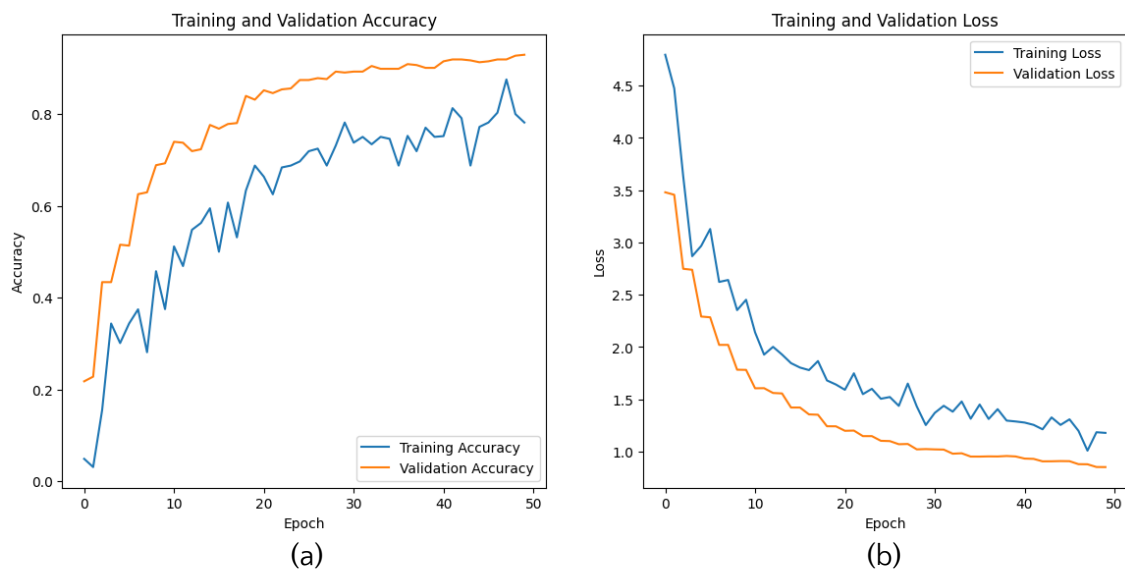 Training and Validation Accuracy
Accuracy
0.8
0.6
0.4
0.2
0.0
Training Accuracy
Validation Accuracy
0 10 20 30 40 50
Epoch
(a)
Training and Validation Loss
Loss
4.5
4.0
3.5
3.0
2.5
2.0
1.5
1.0
Training Loss
Validation Loss
0 10 20 30 40 50
Epoch
(b)